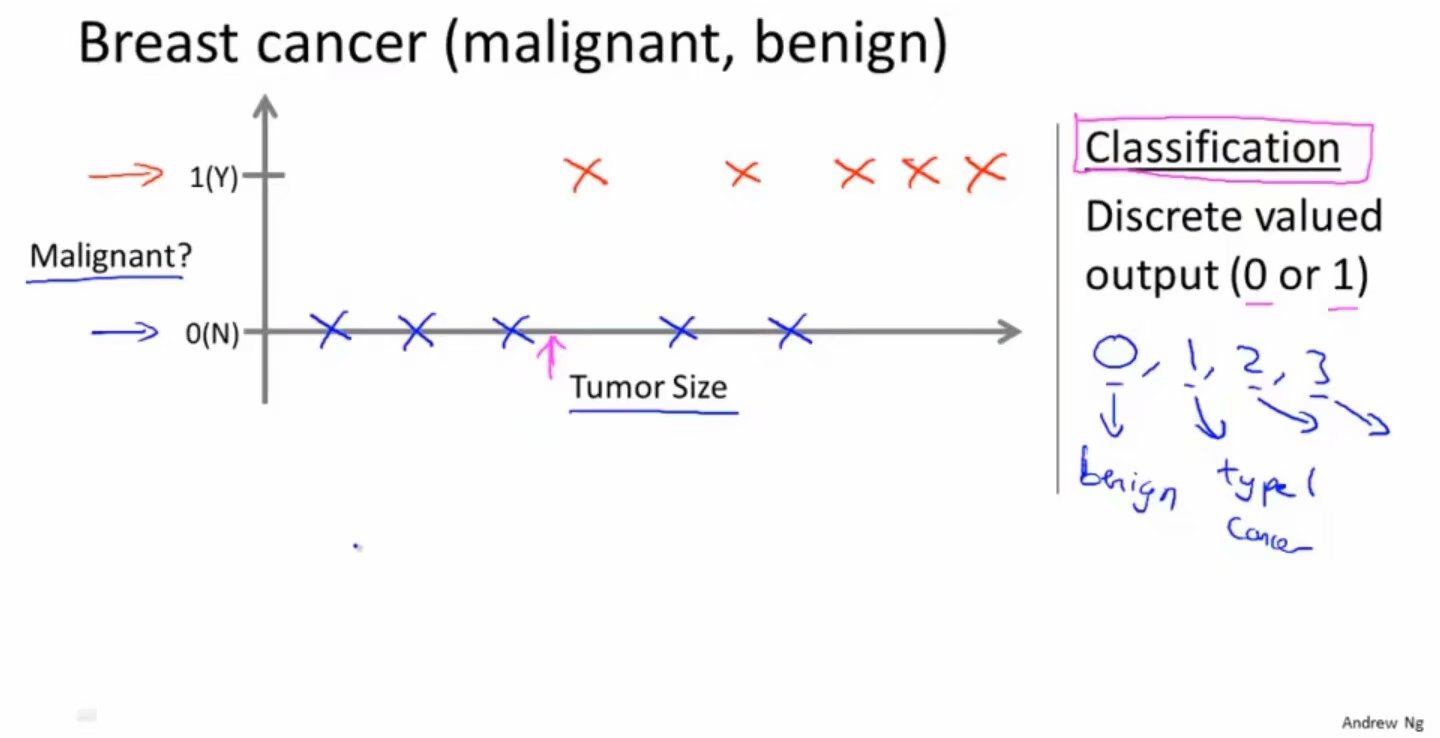 Breast cancer (malignant, benign)
1(Y)
Malignant?
0(N)
Tumor Size
Classification
Discrete valued
output (0 or 1)
0, 1, 2, 3
benign
type 1
cancer
Andrew Ng